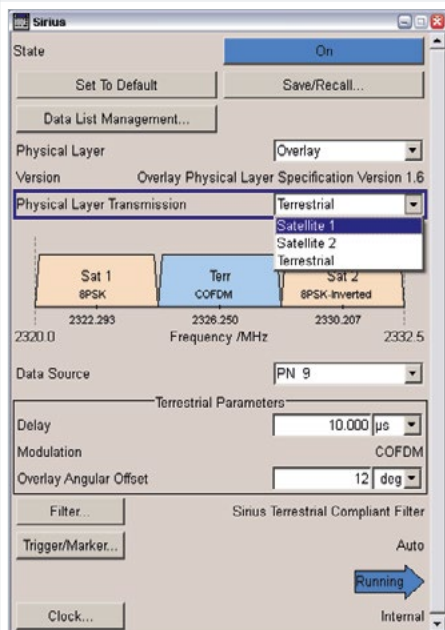 Sirius
State On
Set To Default Save/Recall...
Data List Management...
Physical Layer Overlay
Version Overlay Physical Layer Specification Version 1.6
Physical Layer Transmission Terrestrial
Satellite 1
Satellite 2
Terrestrial
Sat 1 Terr Sat 2
8PSK COFDM 8PSK-Inverted
2322.293 2326.250 2330.207
2320.0 Frequency /MHz 2332.5
Data Source PN 9
Terrestrial Parameters
Delay 10.000 µs
Modulation COFDM
Overlay Angular Offset 12 deg
Filter... Sirius Terrestrial Compliant Filter
Trigger/Marker... Auto
Running
Clock... Internal